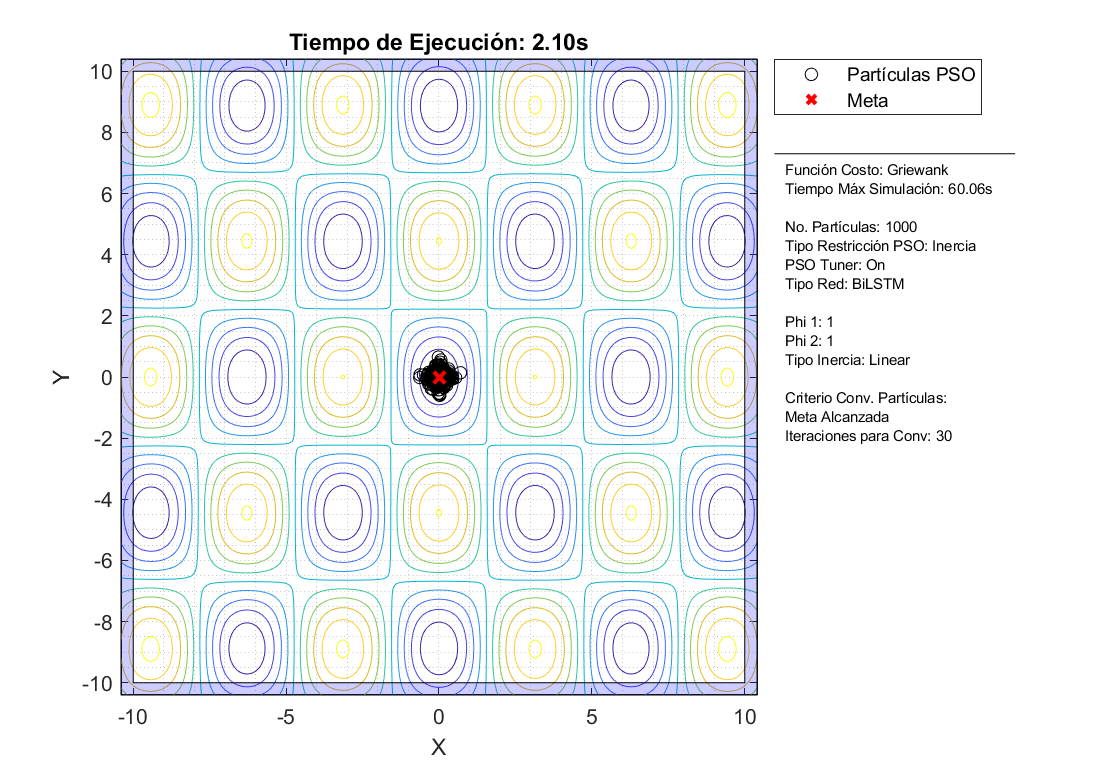 Tiempo de Ejecución: 2.10s
10
8
6
4
2
0
-2
-4
-6
-8
-10
Y
-10
-5
0
5
10
X
Partículas PSO
Meta
Función Costo: Griewank
Tiempo Máx Simulación: 60.06s
No. Partículas: 1000
Tipo Restricción PSO: Inercia
PSO Tuner: On
Tipo Red: BiLSTM
Phi 1: 1
Phi 2: 1
Tipo Inercia: Linear
Criterio Conv. Partículas:
Meta Alcanzada
Iteraciones para Conv: 30